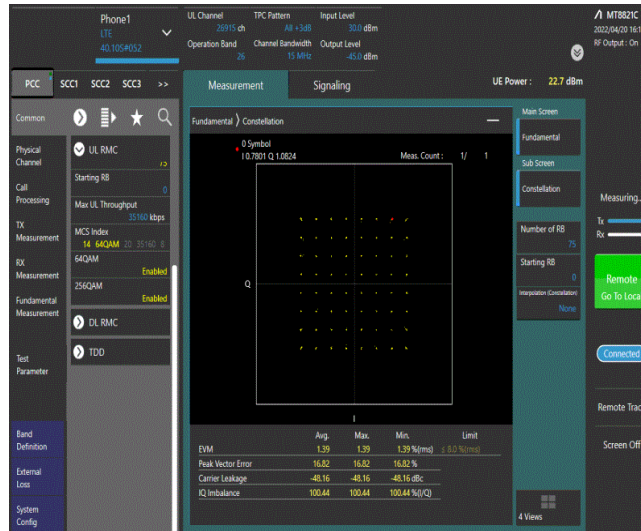 Phone1
LTE
40.105#052
UL Channel TPC Pattern Input Level
26915 ch Alt +3dB 30.0 dBm
Operation Band Channel Bandwidth Output Level
26 15 MHz -45.0 dBm
MT8821C
2022/04/20 16:1
RF Output : On
PCC SCC1 SCC2 SCC3 >>
Measurement Signaling
UE Power : 22.7 dBm
Common
Physical
Channel
Call
Processing
TX
Measurement
RX
Measurement
Fundamental
Measurement
Test
Parameter
Band
Definition
External
Loss
System
Config
UL RMC
75
Starting RB
0
Max UL Throughput
35160 kbps
MCS Index
14 64QAM 20 35160 8
64QAM
Enabled
256QAM
Enabled
DL RMC
TDD
Fundamental Constellation
0 Symbol
I 0.7801 Q 1.0824
Meas. Count : 1/ 1
Q
I
Avg. Max. Min. Limit
EVM 1.39 1.39 1.39 %(rms) ≤ 8.0 %(rms)
Peak Vector Error 16.82 16.82 16.82 %
Carrier Leakage -48.16 -48.16 -48.16 dBc
IQ Imbalance 100.44 100.44 100.44 %(I/Q)
Main Screen
Fundamental
Sub Screen
Constellation
Number of RB
75
Starting RB
0
Interpolation (Constellation)
None
4 Views
Measuring..
Tx
Rx
Remote
Go To Loca
Connected
Remote Trac
Screen Off